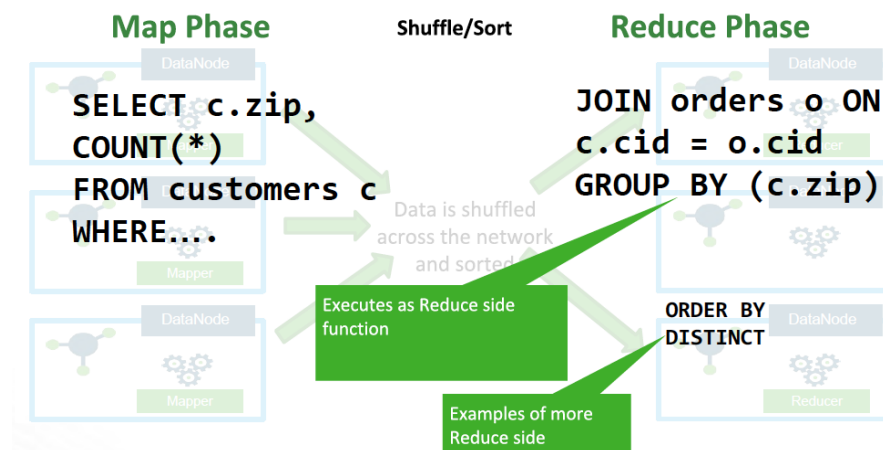 Map Phase
Shuffle/Sort
Reduce Phase
DataNode
DataNode
SELECT c.zip,
COUNT(*)
FROM customers c
WHERE....
JOIN orders o ON
c.cid = o.cid
GROUP BY (c.zip)
Mapper
Data is shuffled
across the network
and sorted
Mapper
Executes as Reduce side
function
ORDER BY
DISTINCT
DataNode
DataNode
Mapper
Reducer
Examples of more
Reduce side